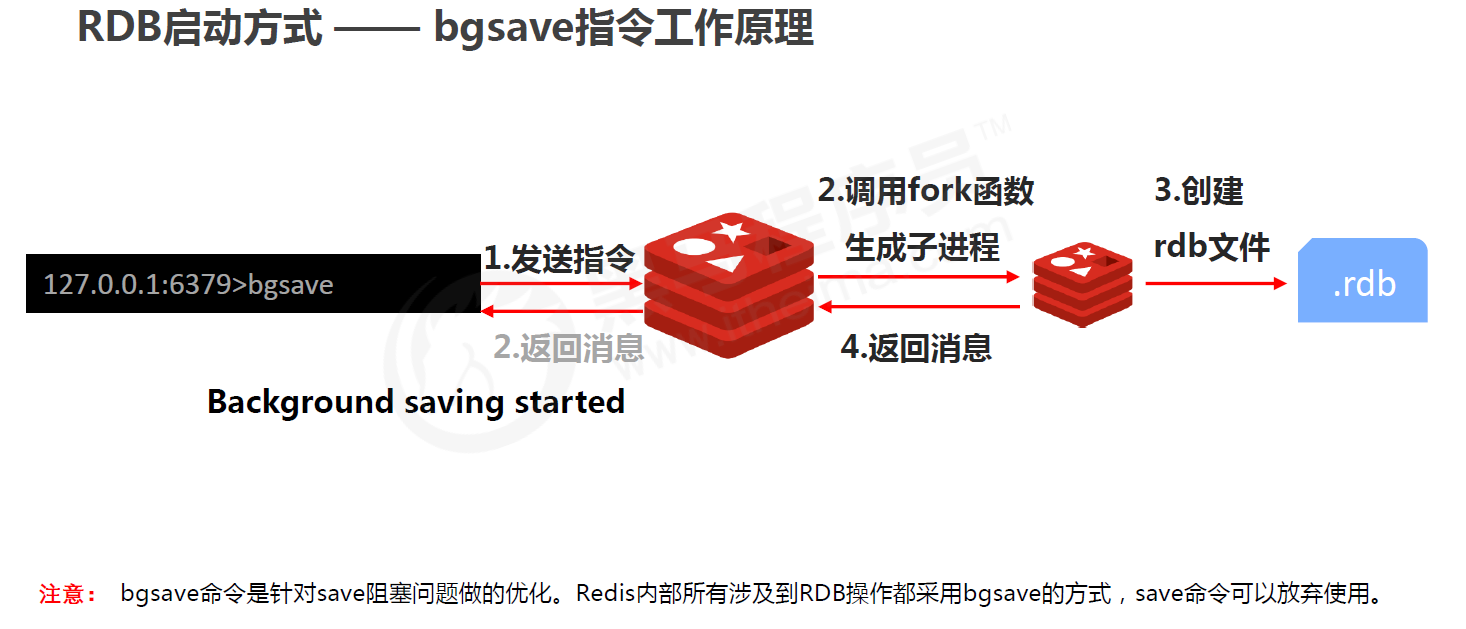 RDB启动方式 —— bgsave指令工作原理
127.0.0.1:6379>bgsave
1.发送指令
2.返回消息
Background saving started
2.调用fork函数
生成子进程
4.返回消息
3.创建
rdb文件
.rdb
注意： bgsave命令是针对save阻塞问题做的优化。Redis内部所有涉及到RDB操作都采用bgsave的方式，save命令可以放弃使用。